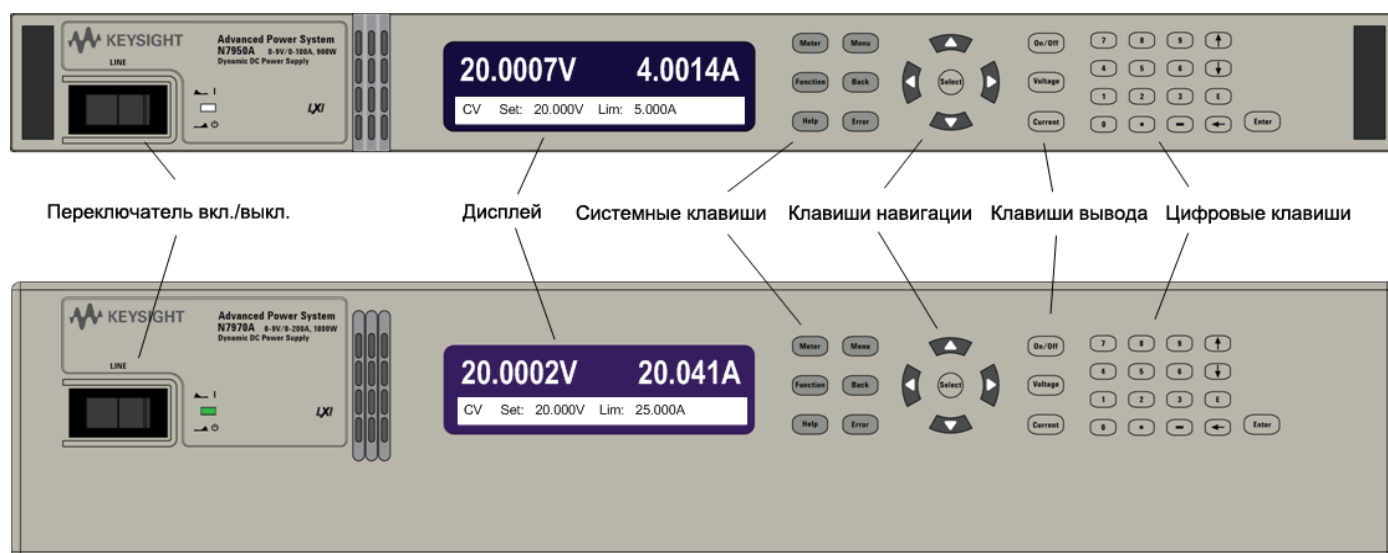 KEYSIGHT
Advanced Power System
N7950A 0-9V/0-100A, 900W
Dynamic DC Power Supply
LINE
I
LXI
20.0007V 4.0014A
CV Set: 20.000V Lim: 5.000A
Meter Menu
Function Back
Help Error
Select
On/Off
Voltage
Current
7 8 9
4 5 6
1 2 3 E
0 . - Enter
Переключатель вкл./выкл.
Дисплей
Системные клавиши
Клавиши навигации
Клавиши вывода
Цифровые клавиши
KEYSIGHT
Advanced Power System
N7970A 0-9V/0-200A, 1800W
Dynamic DC Power Supply
LINE
I
LXI
20.0002V 20.041A
CV Set: 20.000V Lim: 25.000A
Meter Menu
Function Back
Help Error
Select
On/Off
Voltage
Current
7 8 9
4 5 6
1 2 3 E
0 . - Enter